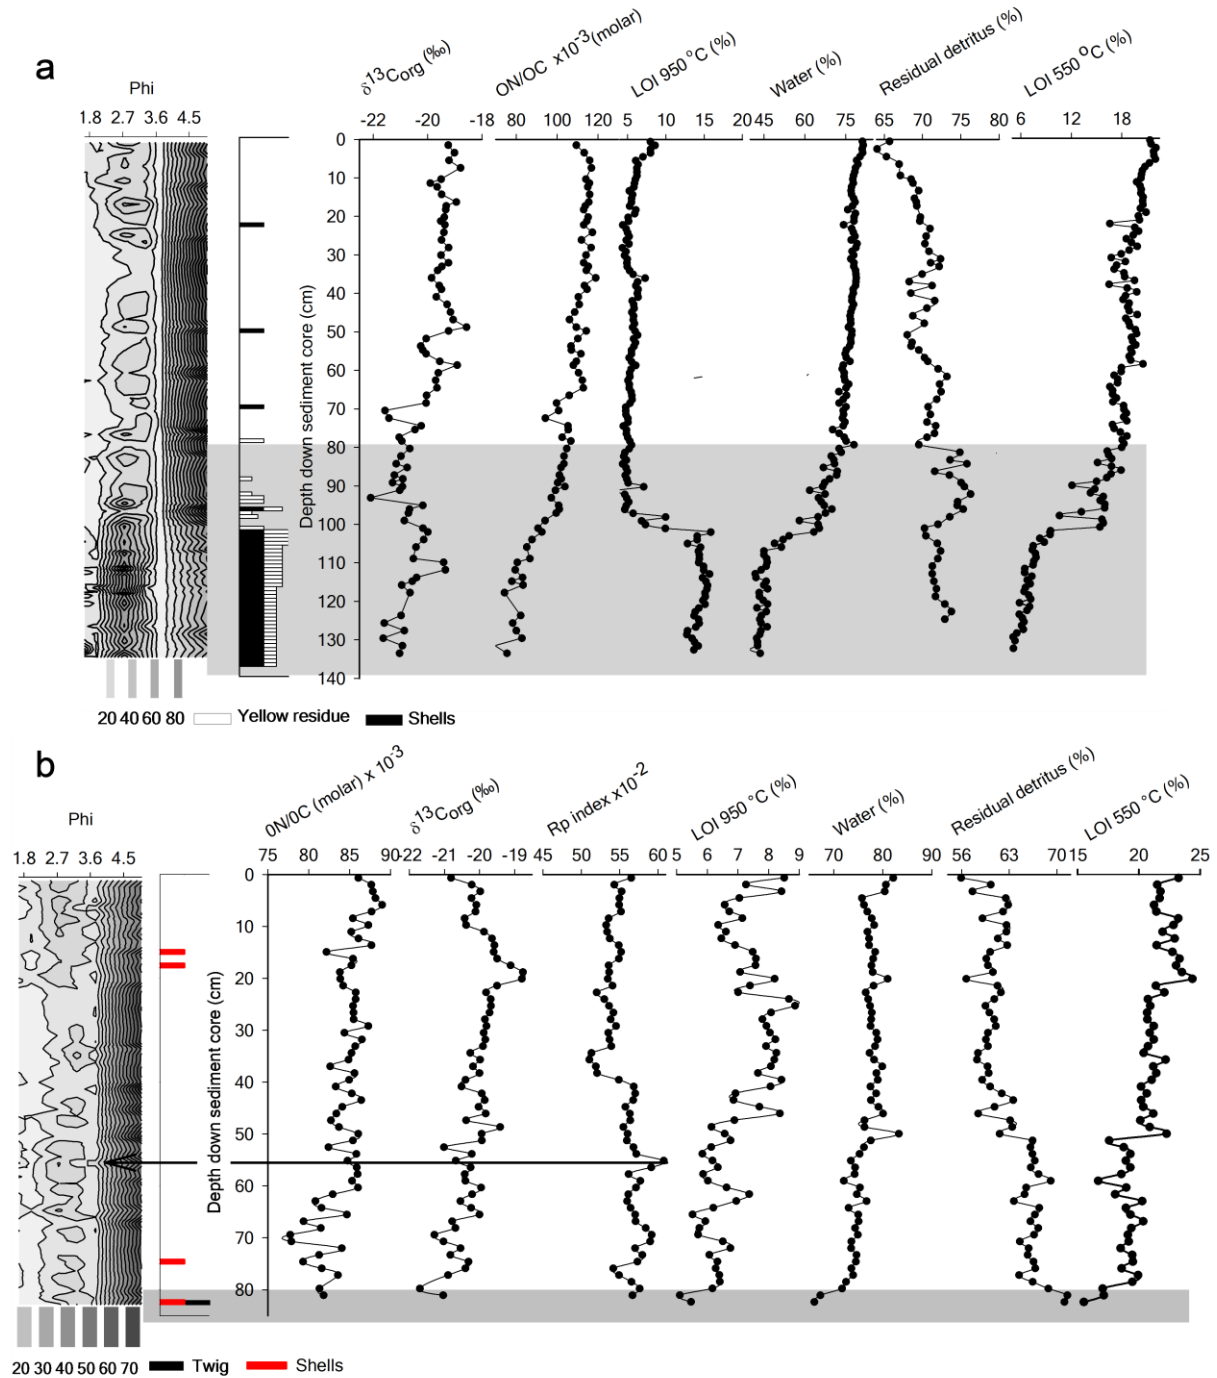 a
δ13Corg (‰)
ON/OC x10-3 (molar)
LOI 950 oC (%)
Water (%)
Residual detritus (%)
LOI 550 oC (%)
Phi
1.8 2.7 3.6 4.5
-22 -20 -18
80 100 120
5 10 15 20
45 60 75
65 70 75 80
6 12 18
Depth down sediment core (cm)
0
10
20
30
40
50
60
70
80
90
100
110
120
130
140
20 40 60 80 Yellow residue Shells
b
0N/0C (molar) x 10-3
δ13Corg (‰)
Rp index x10-2
LOI 950 °C (%)
Water (%)
Residual detritus (%)
LOI 550 °C (%)
Phi
1.8 2.7 3.6 4.5
75 80 85 90
-22 -21 -20 -19
45 50 55 60
5 6 7 8 9
70 80 90
56 63 70
15 20 25
Depth down sediment core (cm)
0
10
20
30
40
50
60
70
80
20 30 40 50 60 70 Twig Shells